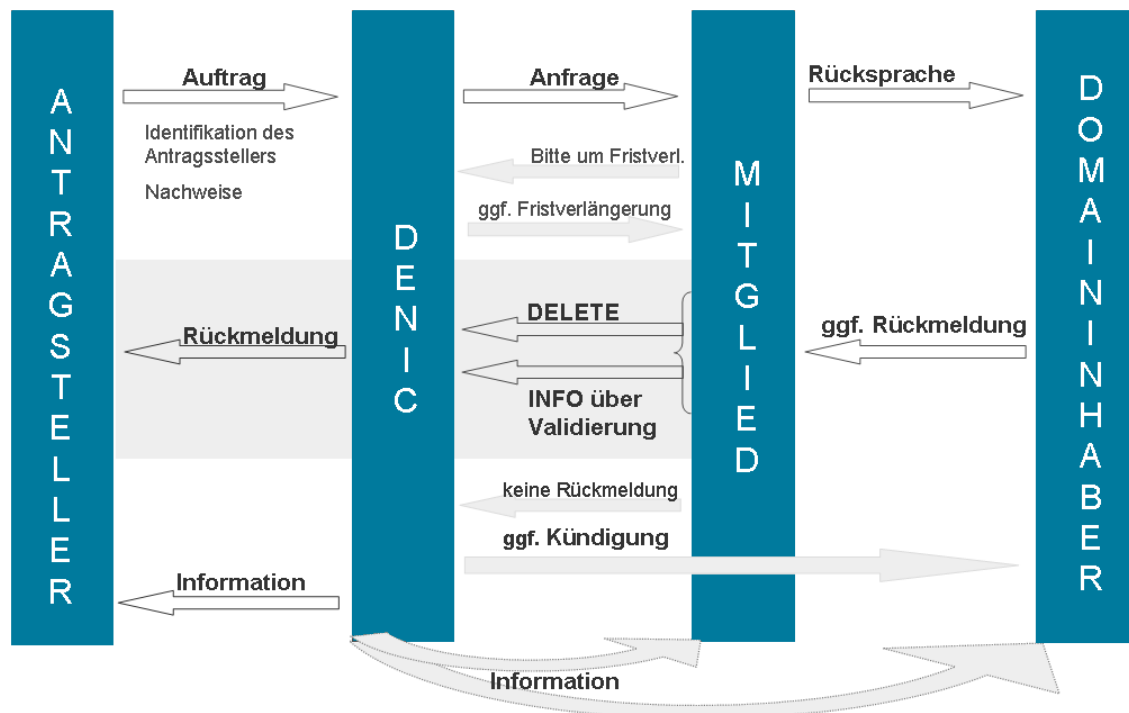 ANTRAGSTELLER
DENIC
MITGLIED
DOMAININHABER
Auftrag
Identifikation des
Antragsstellers
Nachweise
Anfrage
Rücksprache
Bitte um Fristverl.
ggf. Fristverlängerung
DELETE
Rückmeldung
ggf. Rückmeldung
INFO über
Validierung
keine Rückmeldung
ggf. Kündigung
Information
Information